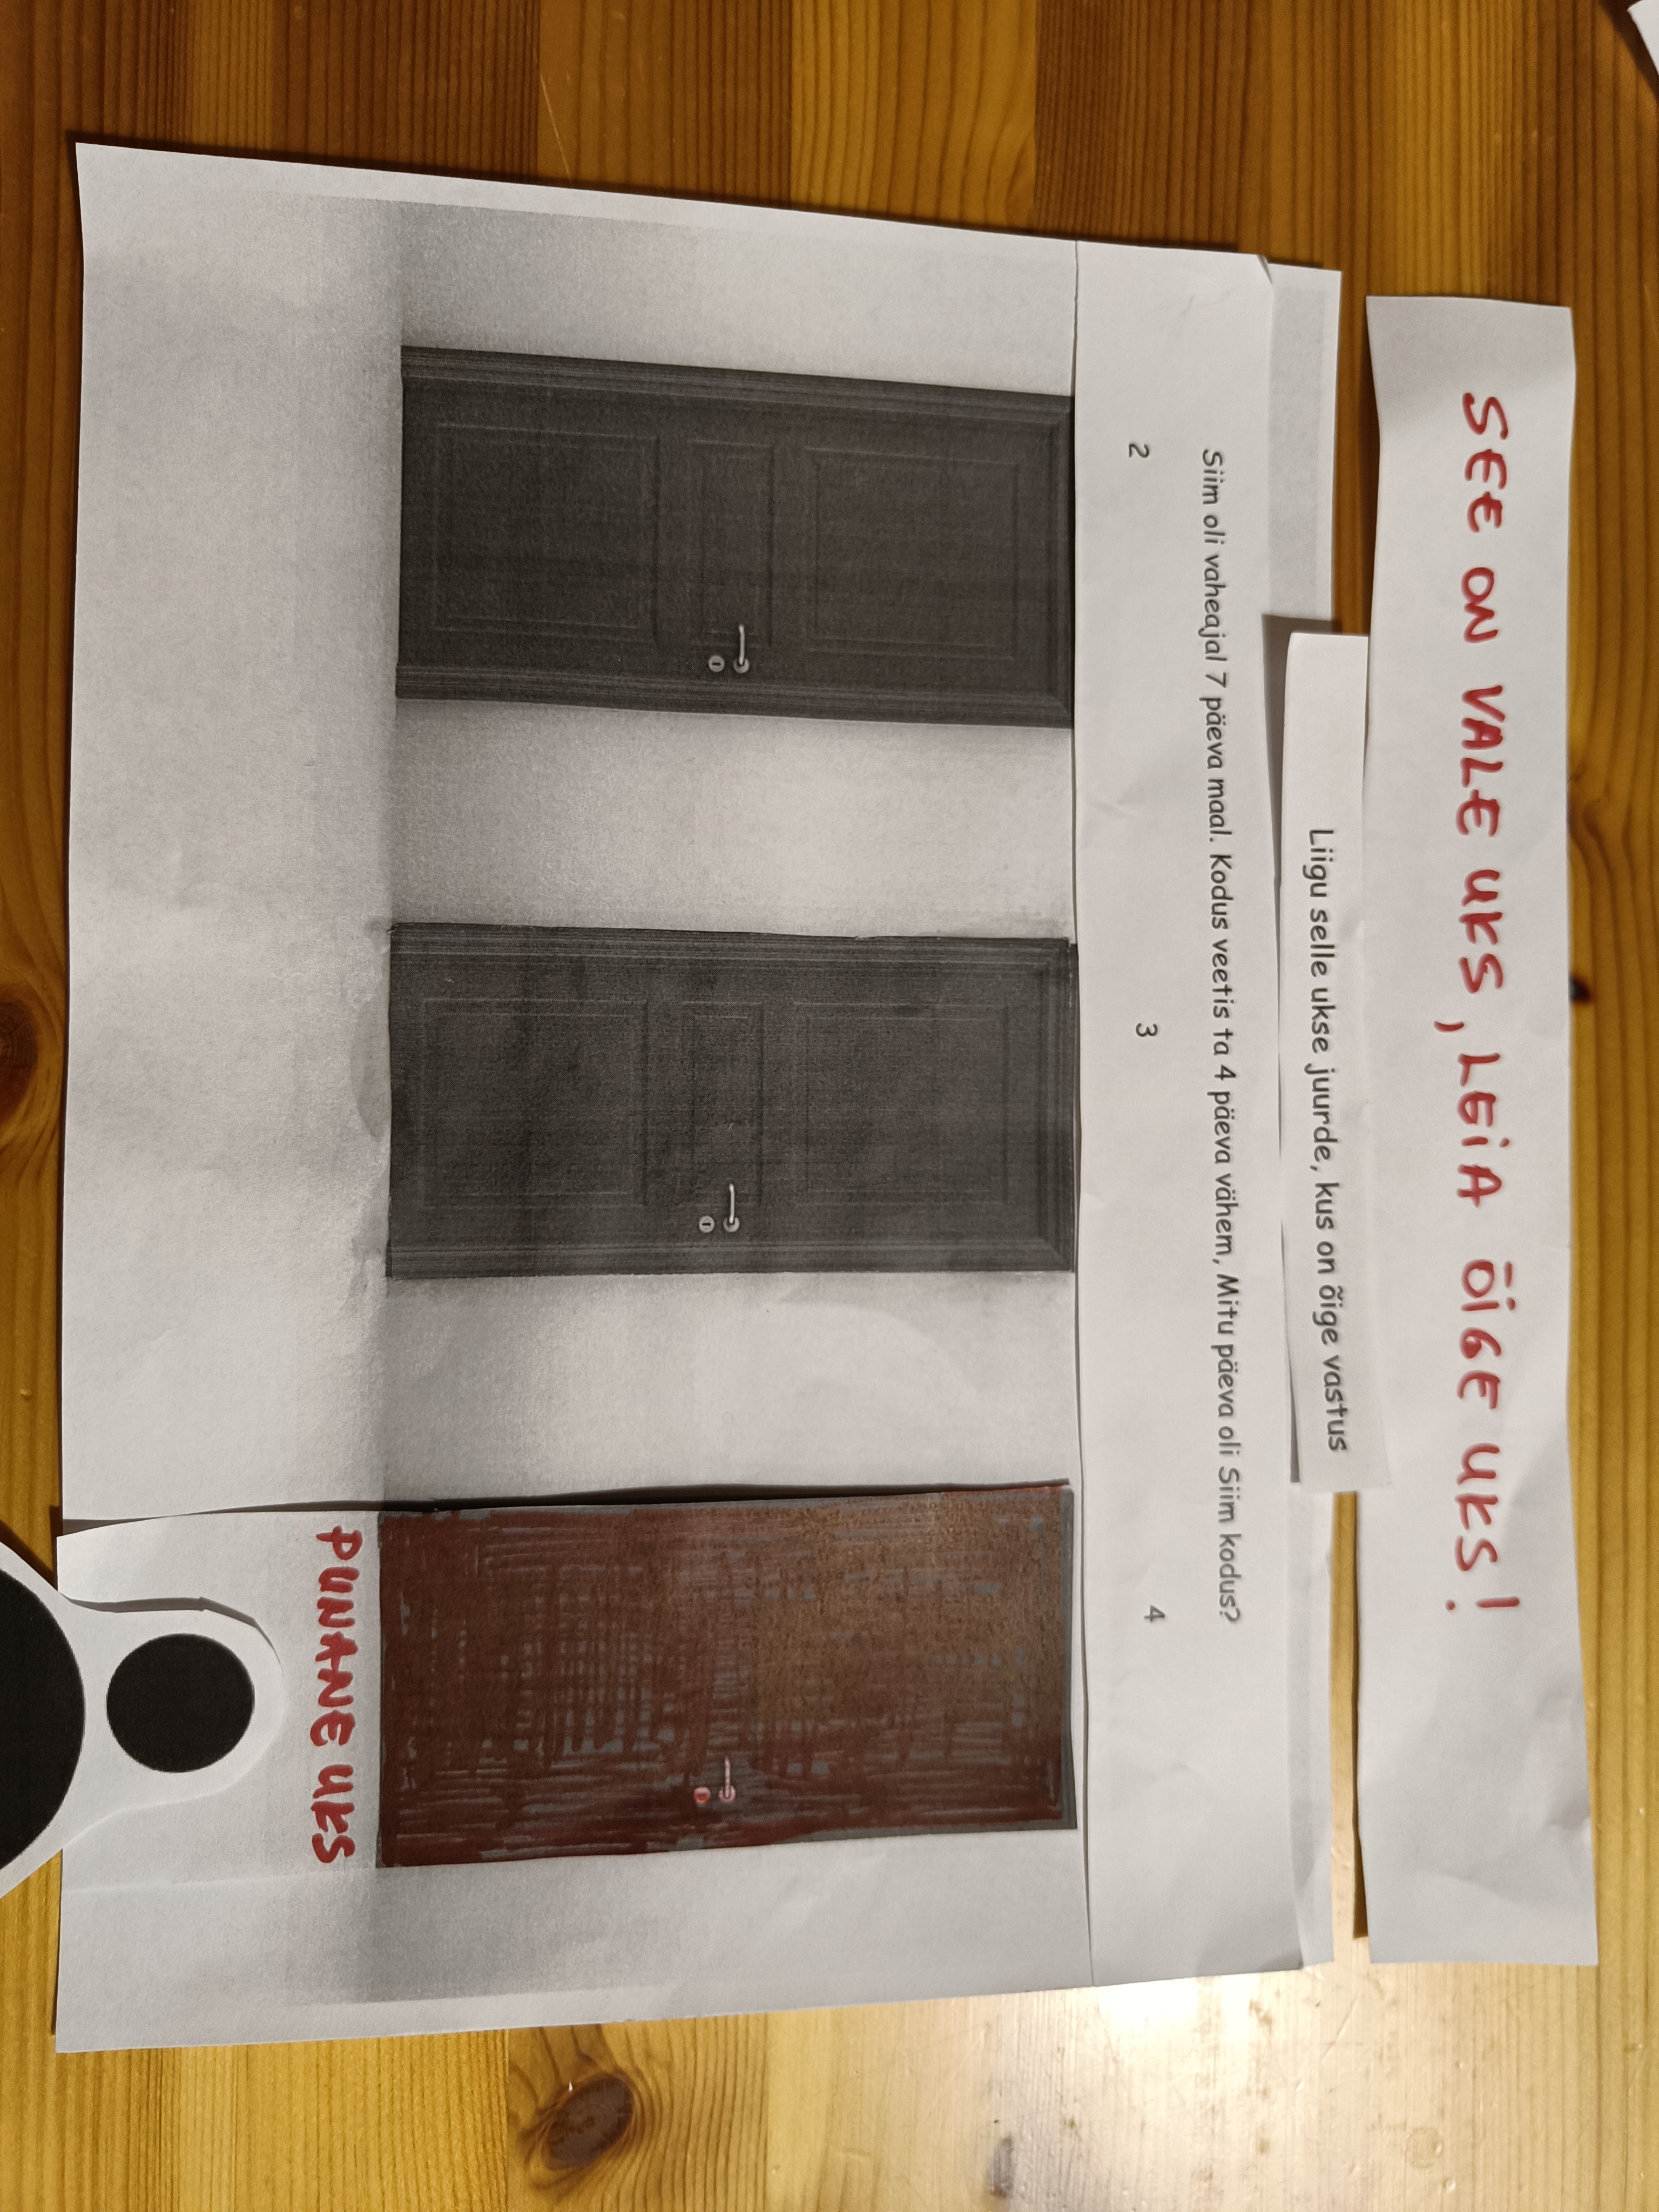 SEE ON VALE UKS, LEIA ÕIGE UKS!
Liigu selle ukse juurde, kus on õige vastus
Siim oli vaheajal 7 päeva maal. Kodus veetis ta 4 päeva vähem, Mitu päeva oli Siim kodus?
2 3 4
PUNANE UKS